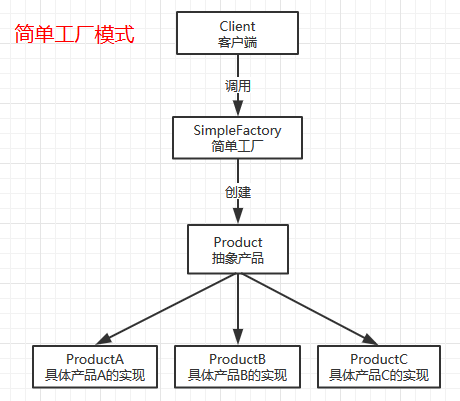 简单工厂模式
Client
客户端
调用
SimpleFactory
简单工厂
创建
Product
抽象产品
ProductA
具体产品A的实现
ProductB
具体产品B的实现
ProductC
具体产品C的实现